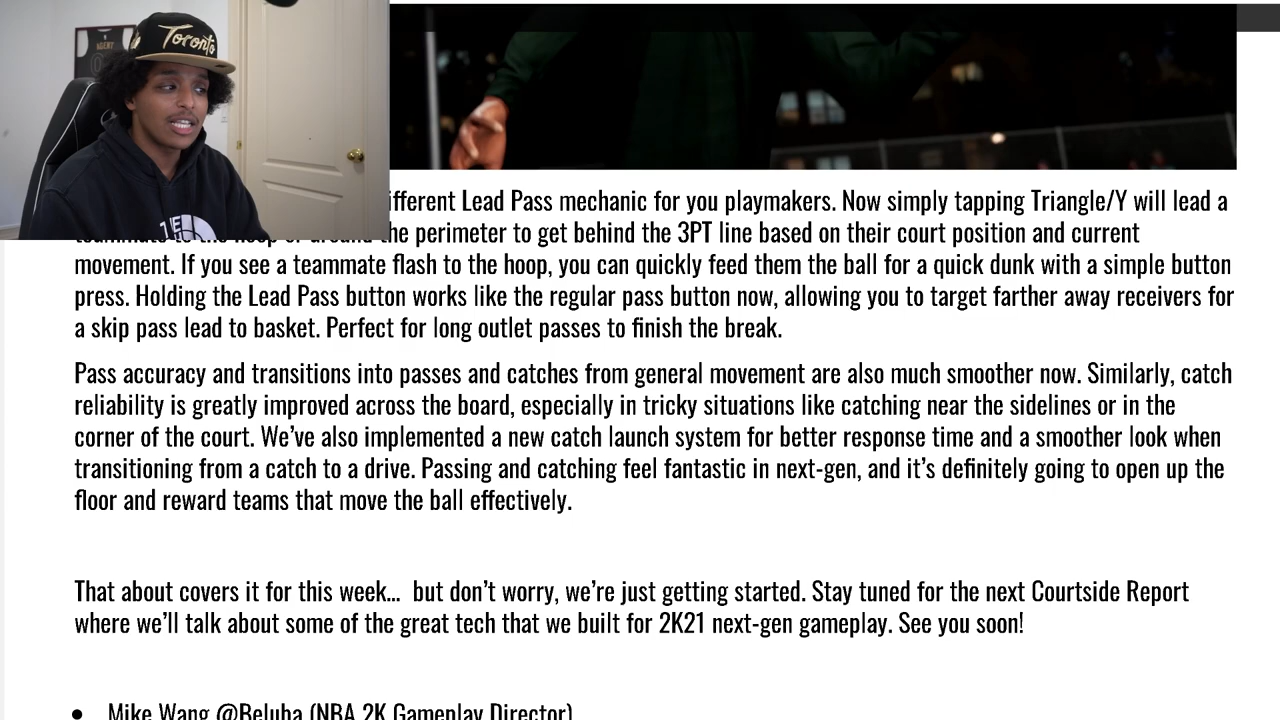 Toronto
ifferent Lead Pass mechanic for you playmakers. Now simply tapping Triangle/Y will lead a
the perimeter to get behind the 3PT line based on their court position and current
movement. If you see a teammate flash to the hoop, you can quickly feed them the ball for a quick dunk with a simple button
press. Holding the Lead Pass button works like the regular pass button now, allowing you to target farther away receivers for
a skip pass lead to basket. Perfect for long outlet passes to finish the break.
Pass accuracy and transitions into passes and catches from general movement are also much smoother now. Similarly, catch
reliability is greatly improved across the board, especially in tricky situations like catching near the sidelines or in the
corner of the court. We've also implemented a new catch launch system for better response time and a smoother look when
transitioning from a catch to a drive. Passing and catching feel fantastic in next-gen, and it's definitely going to open up the
floor and reward teams that move the ball effectively.
That about covers it for this week... but don't worry, we're just getting started. Stay tuned for the next Courtside Report
where we'll talk about some of the great tech that we built for 2K21 next-gen gameplay. See you soon!
• Mike Wang @Beluba (NBA 2K Gameplay Director)